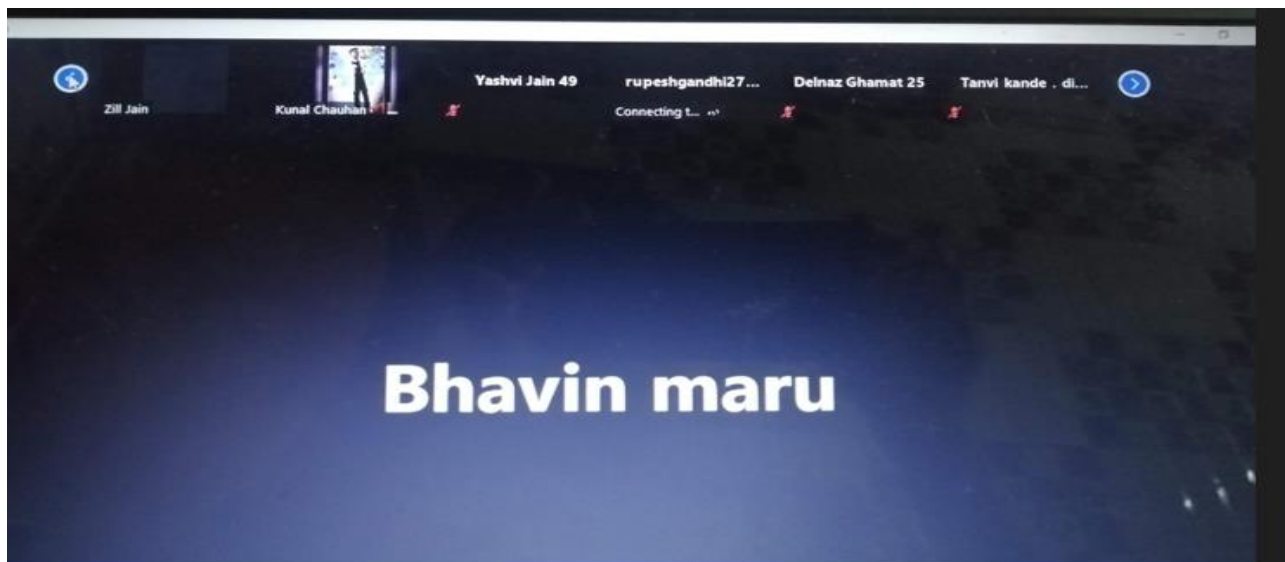 Yashvi Jain 49 rupeshgandhi27... Delnaz Ghamat 25 Tanvi kande . di...
Zill Jain Kunal Chauhan Connecting t...
Bhavin maru